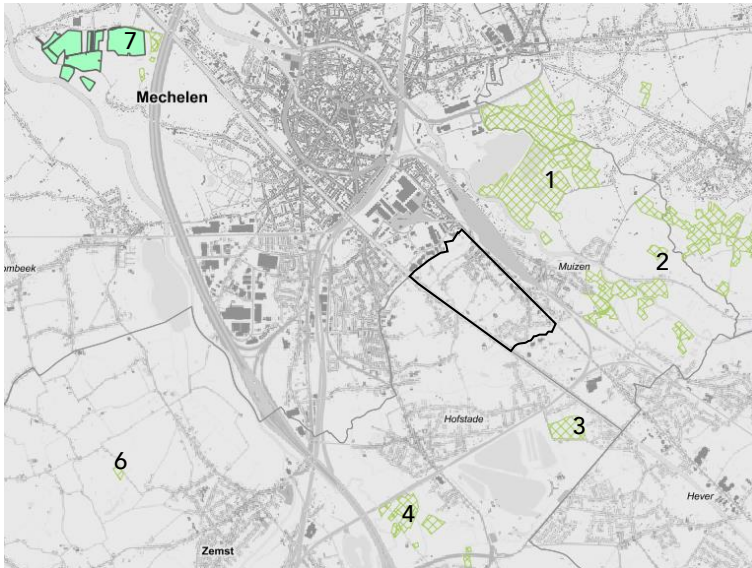 7
Mechelen
1
2
ombeek
Muizen
Hofstade
3
6
4
Hever
Zemst